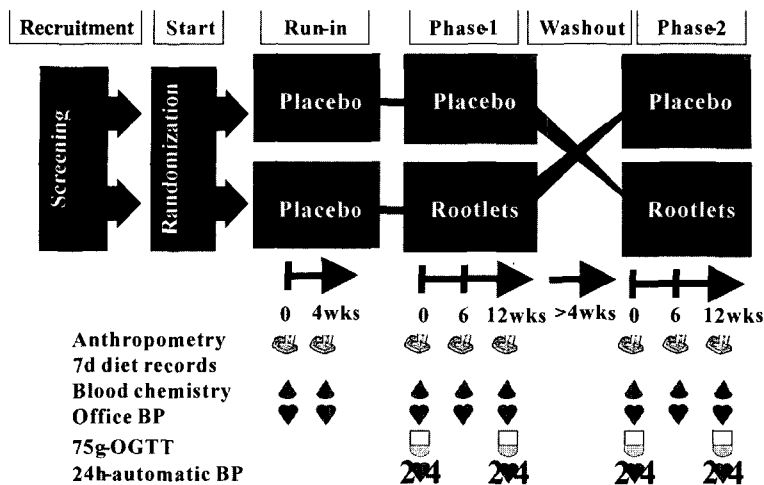 Recruitment Start Run-in Phase-1 Washout Phase-2
Screening
Randomization
Placebo Placebo Placebo
Placebo Rootlets Rootlets
0 4wks 0 6 12wks >4wks 0 6 12wks
Anthropometry
7d diet records
Blood chemistry
Office BP
75g-OGTT
24h-automatic BP 24 24 24 24